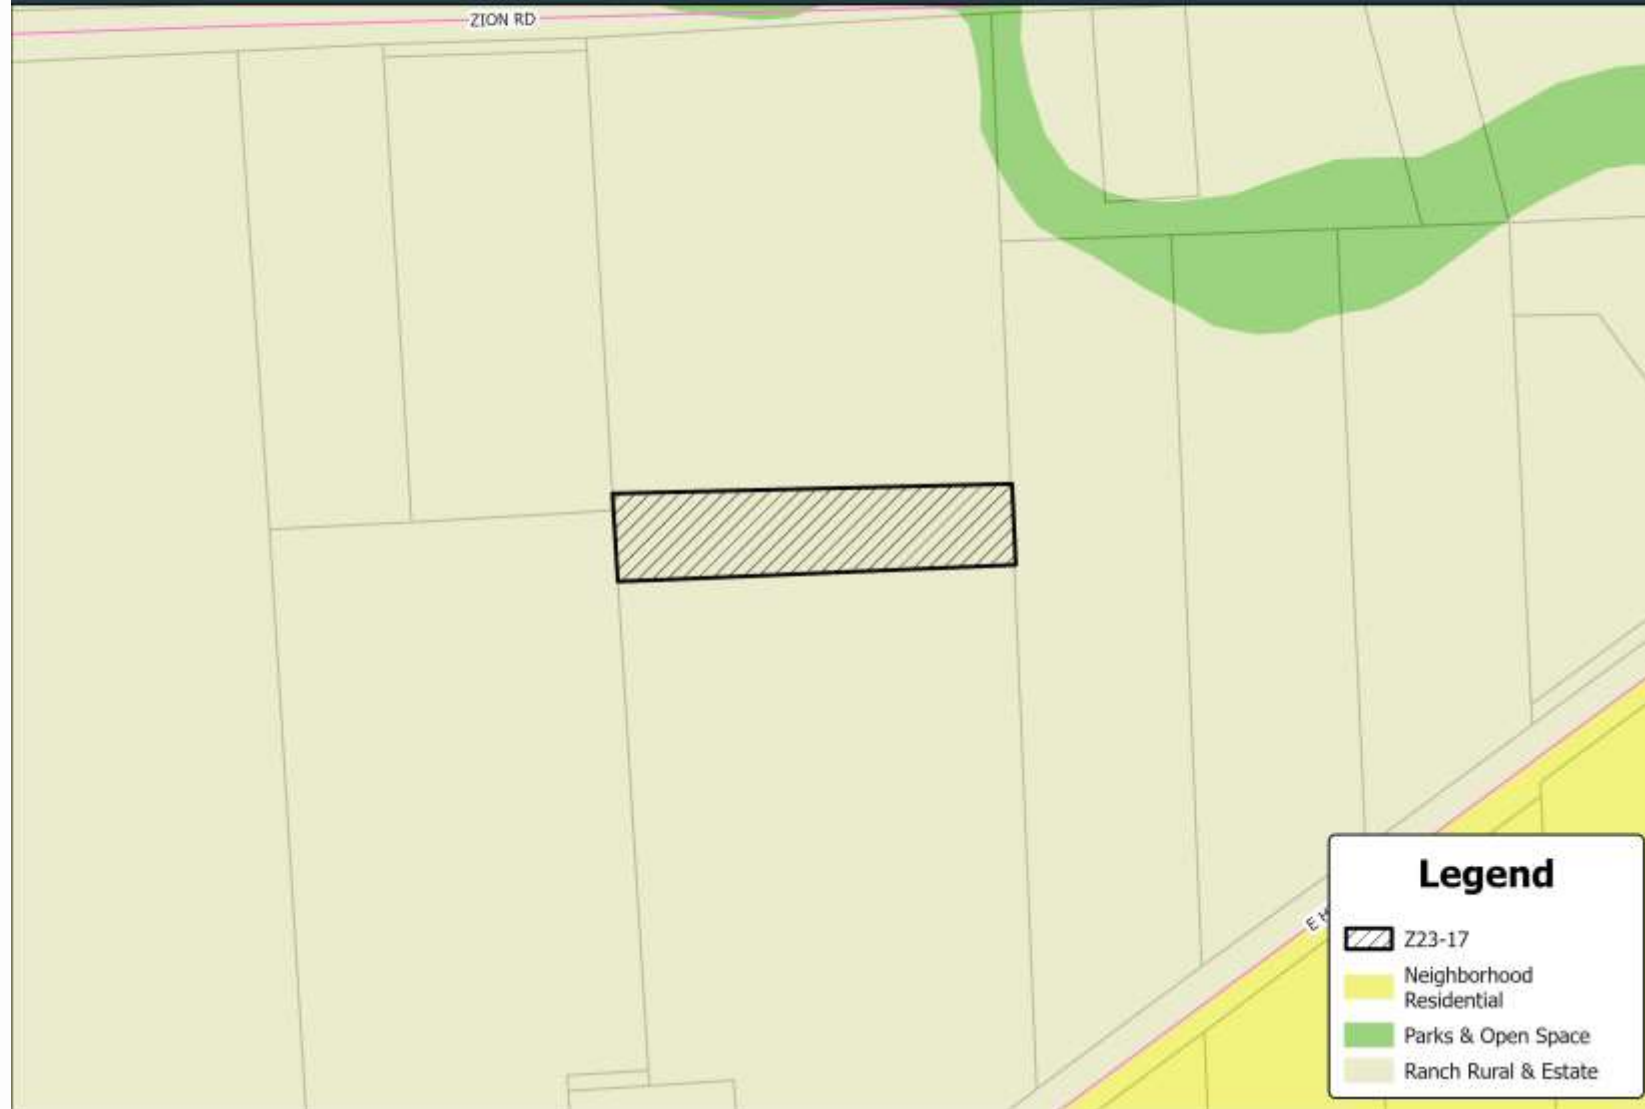 ZION RD
E
Legend
Z23-17
Neighborhood
Residential
Parks & Open Space
Ranch Rural & Estate